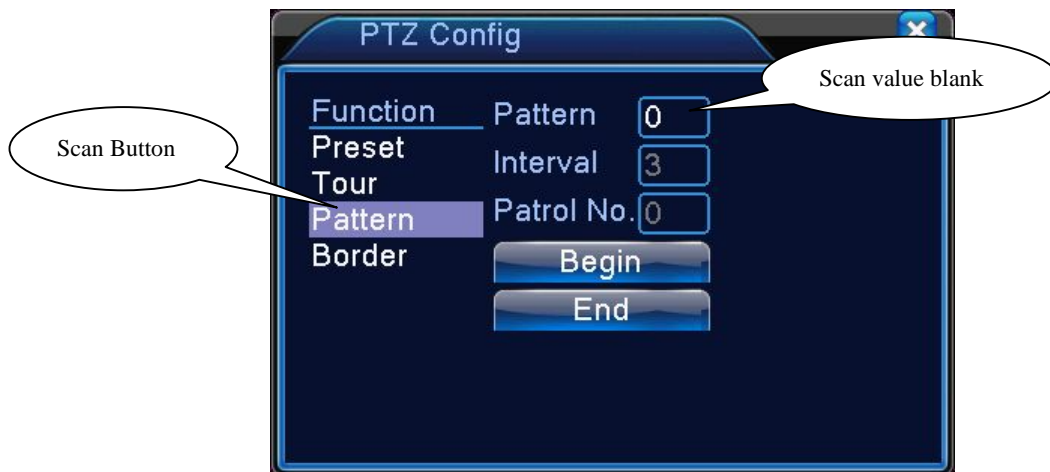 PTZ Config
Scan value blank
Scan Button
Function
Preset
Tour
Pattern
Border
Pattern 0
Interval 3
Patrol No. 0
Begin
End